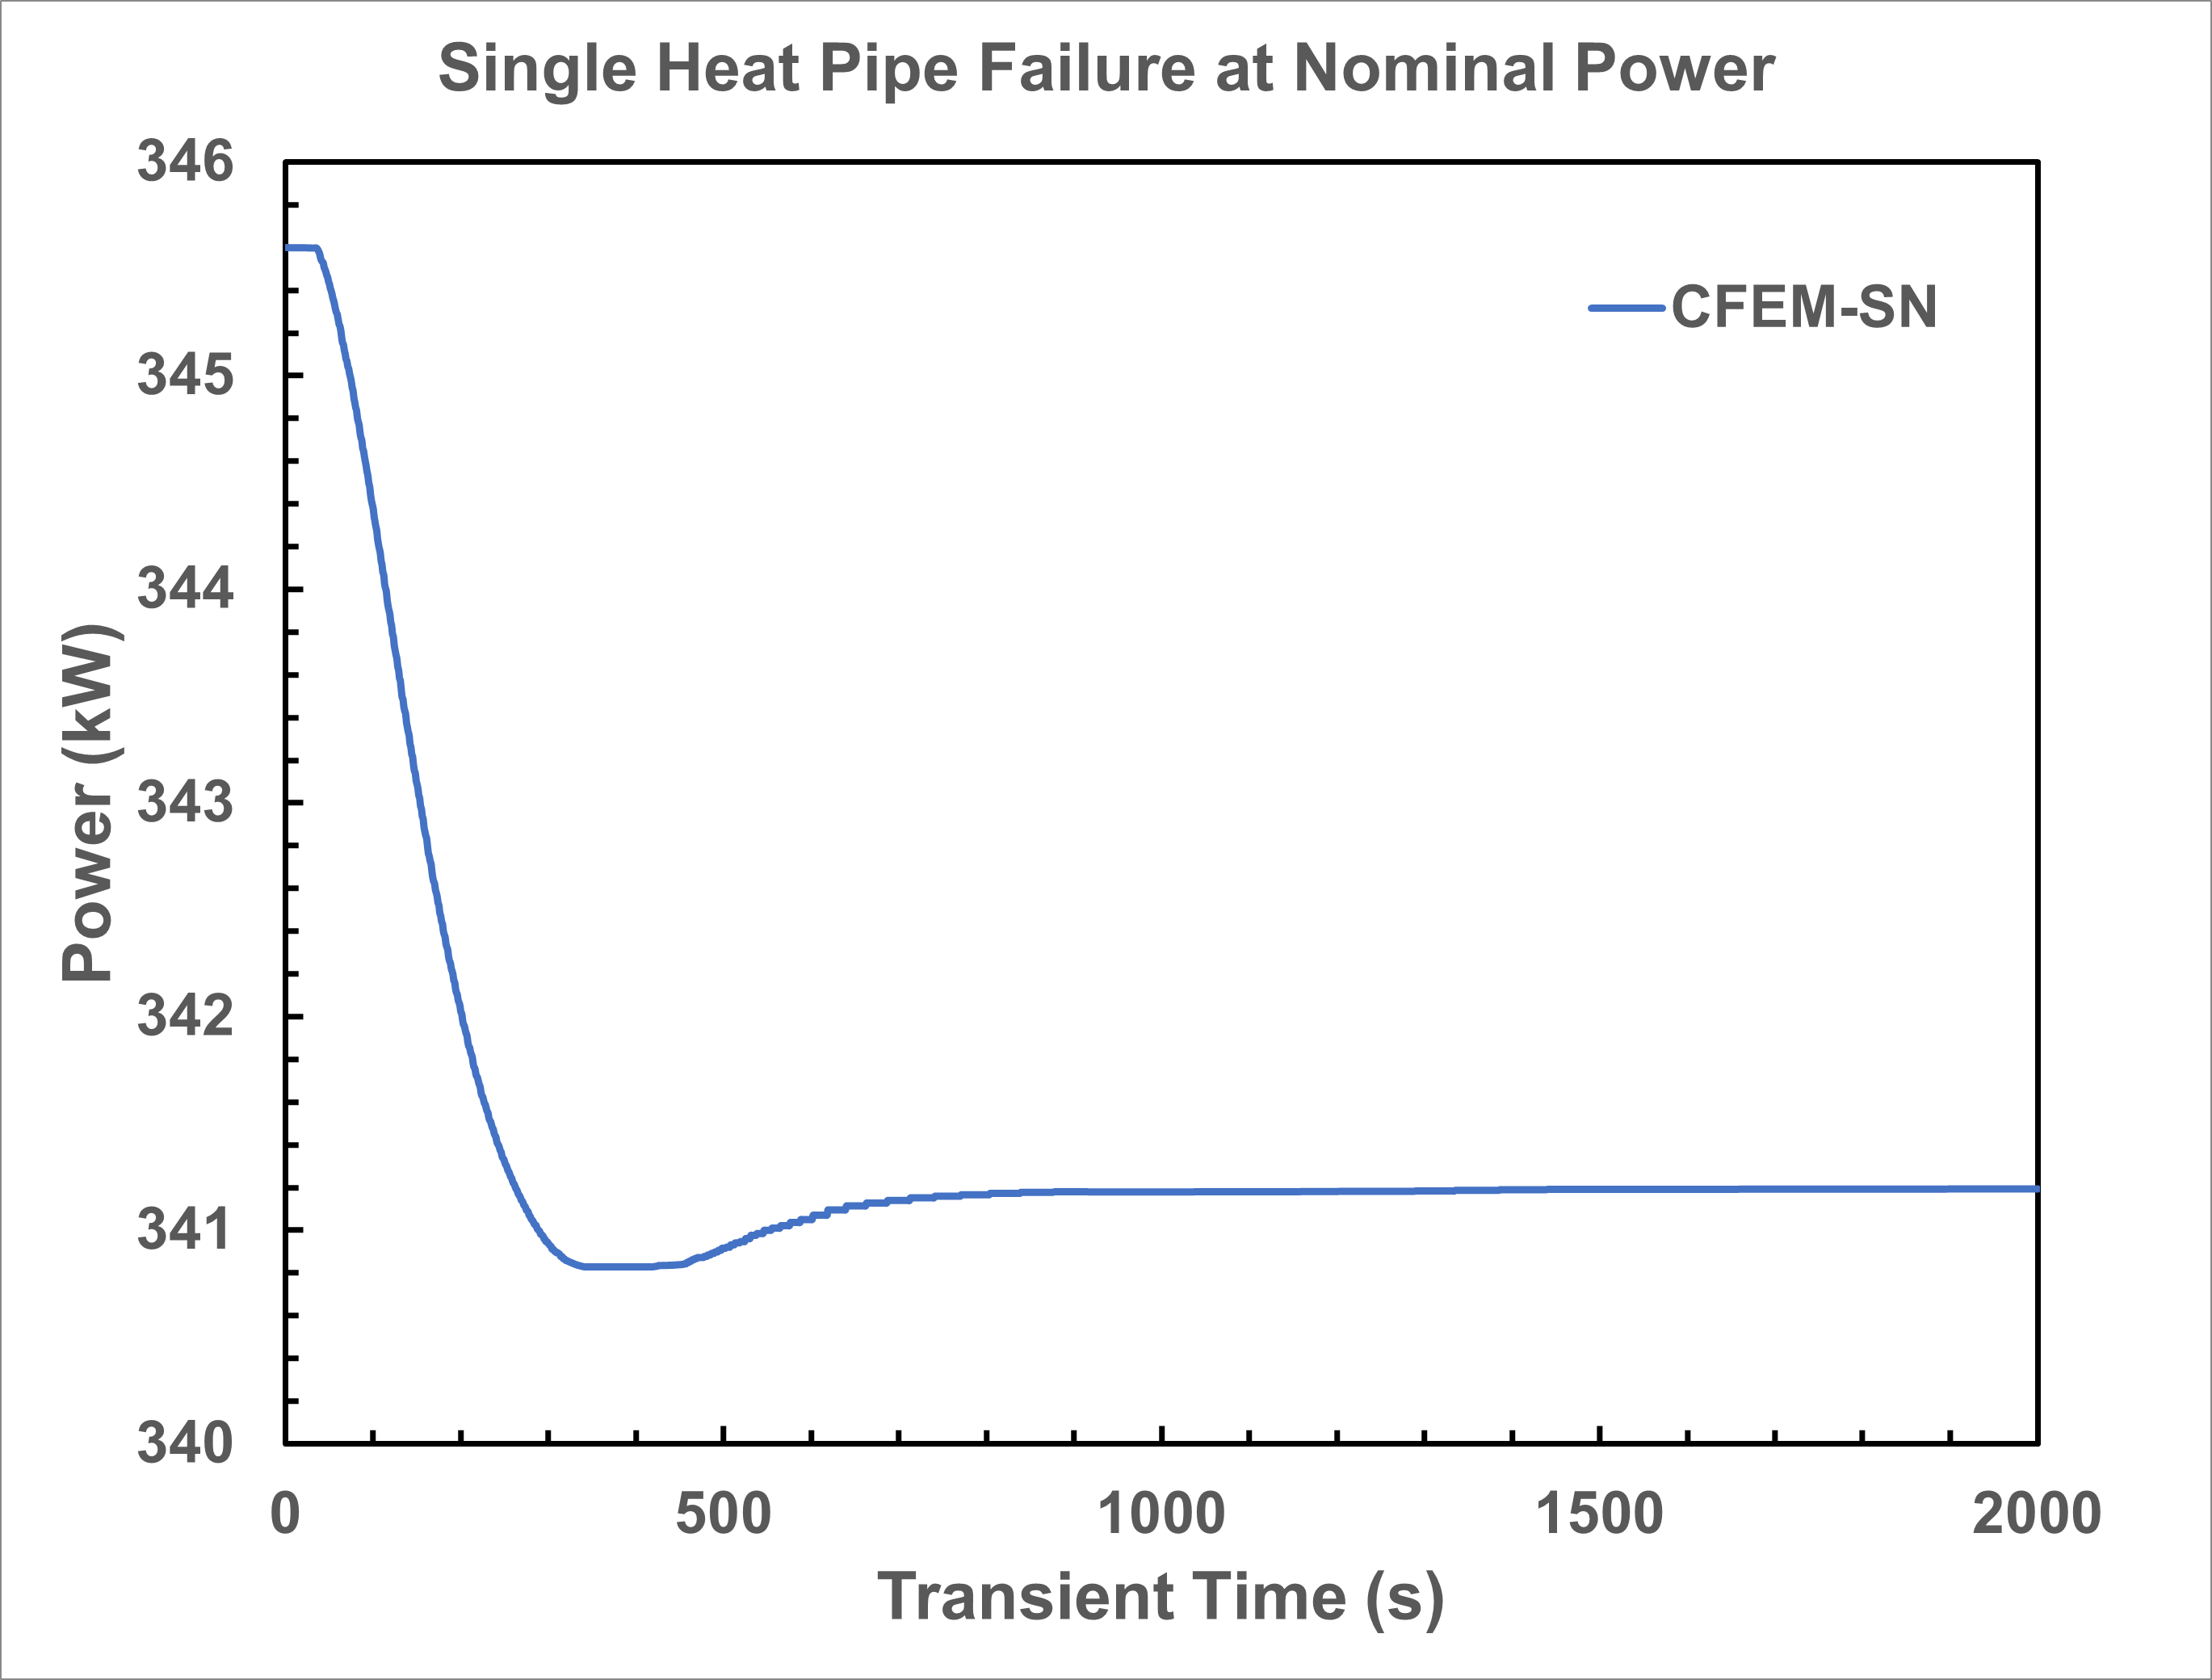 Single Heat Pipe Failure at Nominal Power
346
345
344
343
342
341
340
Power (kW)
CFEM-SN
0 500 1000 1500 2000
Transient Time (s)